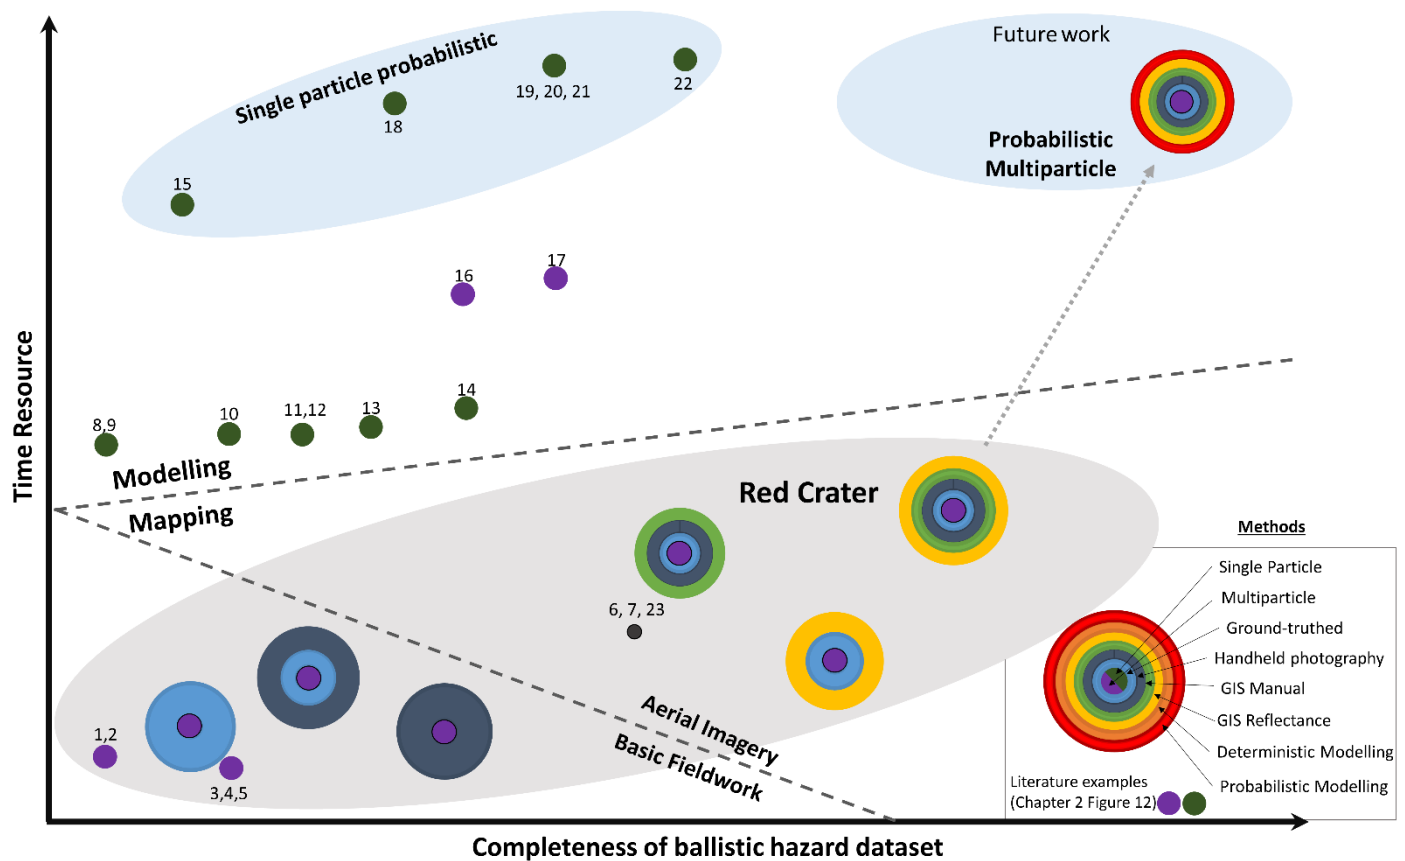 Future work
Single particle probabilistic
22
19, 20, 21
18
Probabilistic
Multiparticle
15
17
16
14
13
11,12
10
8,9
Time Resource
Modelling
Mapping
Red Crater
6, 7, 23
Aerial Imagery
Basic Fieldwork
1,2
3,4,5
Methods
Single Particle
Multiparticle
Ground-truthed
Handheld photography
GIS Manual
GIS Reflectance
Deterministic Modelling
Probabilistic Modelling
Literature examples
(Chapter 2 Figure 12)
Completeness of ballistic hazard dataset